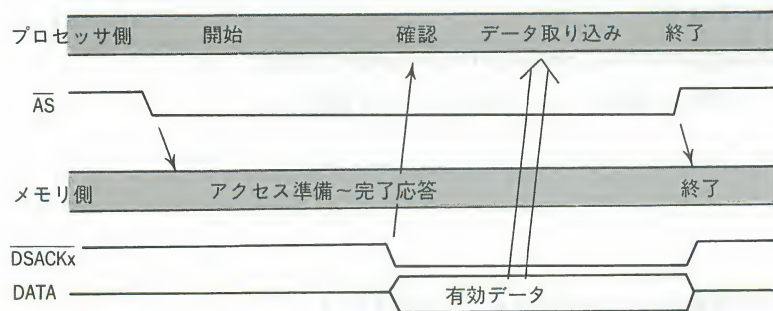 プロセッサ側 開始 確認 データ取り込み 終了
AS
メモリ側 アクセス準備～完了応答 終了
DSACKx
DATA 有効データ